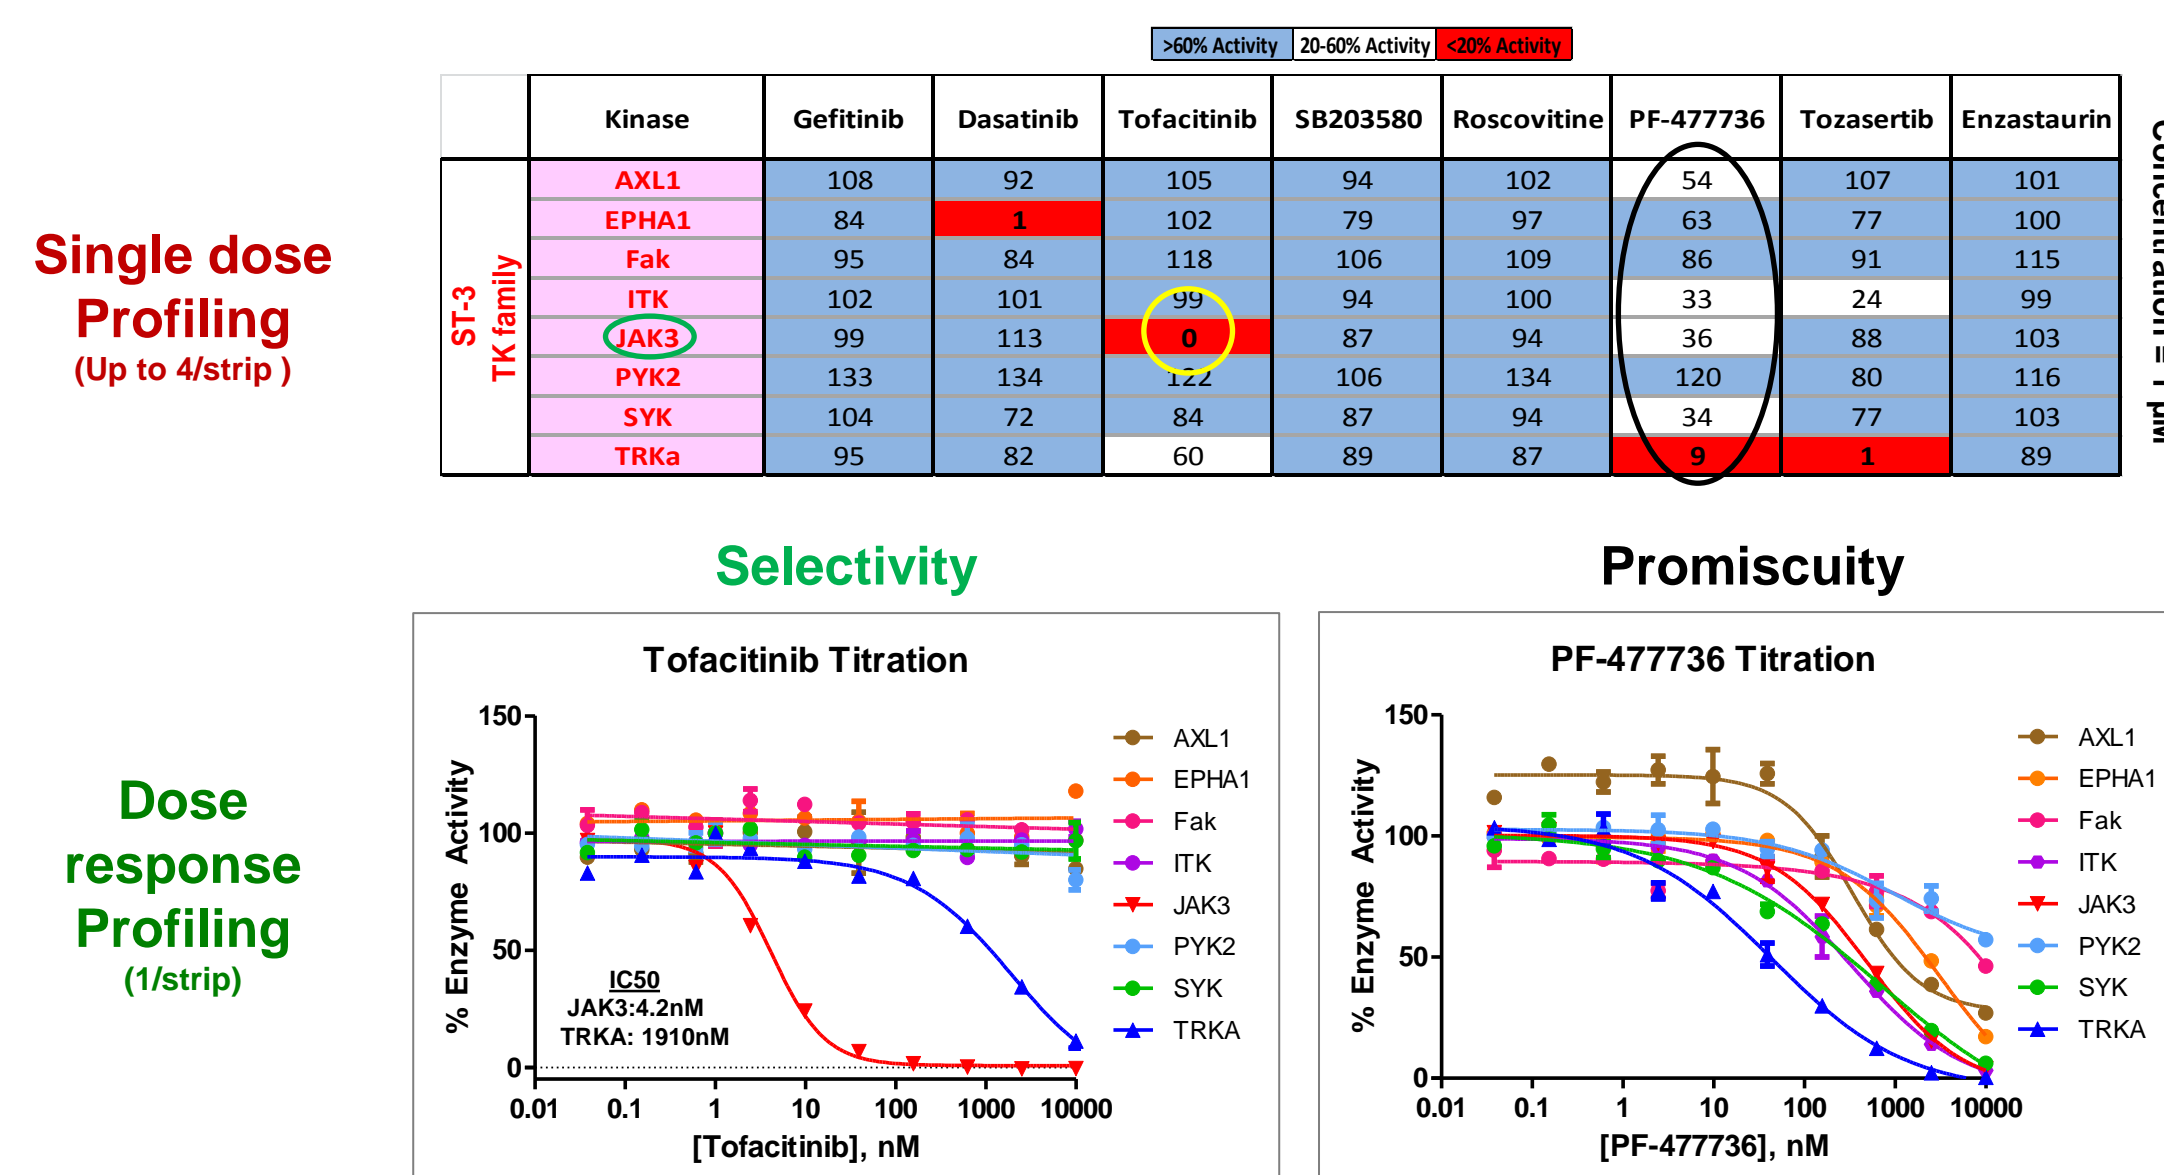 >60% Activity 20-60% Activity <20% Activity
Kinase Gefitinib Dasatinib Tofacitinib SB203580 Roscovitine PF-477736 Tozasertib Enzastaurin
AXL1 108 92 105 94 102 54 107 101
EPHA1 84 1 102 79 97 63 77 100
Fak 95 84 118 106 109 86 91 115
ITK 102 101 99 94 100 33 24 99
JAK3 99 113 0 87 94 36 88 103
PYK2 133 134 122 106 134 120 80 116
SYK 104 72 84 87 94 34 77 103
TRKa 95 82 60 89 87 9 1 89
ST-3
TK family
Concentration = 1 µM
Single dose
Profiling
(Up to 4/strip )
Selectivity
Promiscuity
Dose
response
Profiling
(1/strip)
Tofacitinib Titration
% Enzyme Activity
150
100
50
0
0.01 0.1 1 10 100 1000 10000
[Tofacitinib], nM
IC50
JAK3:4.2nM
TRKA: 1910nM
AXL1
EPHA1
Fak
ITK
JAK3
PYK2
SYK
TRKA
PF-477736 Titration
% Enzyme Activity
150
100
50
0
0.01 0.1 1 10 100 1000 10000
[PF-477736], nM
AXL1
EPHA1
Fak
ITK
JAK3
PYK2
SYK
TRKA